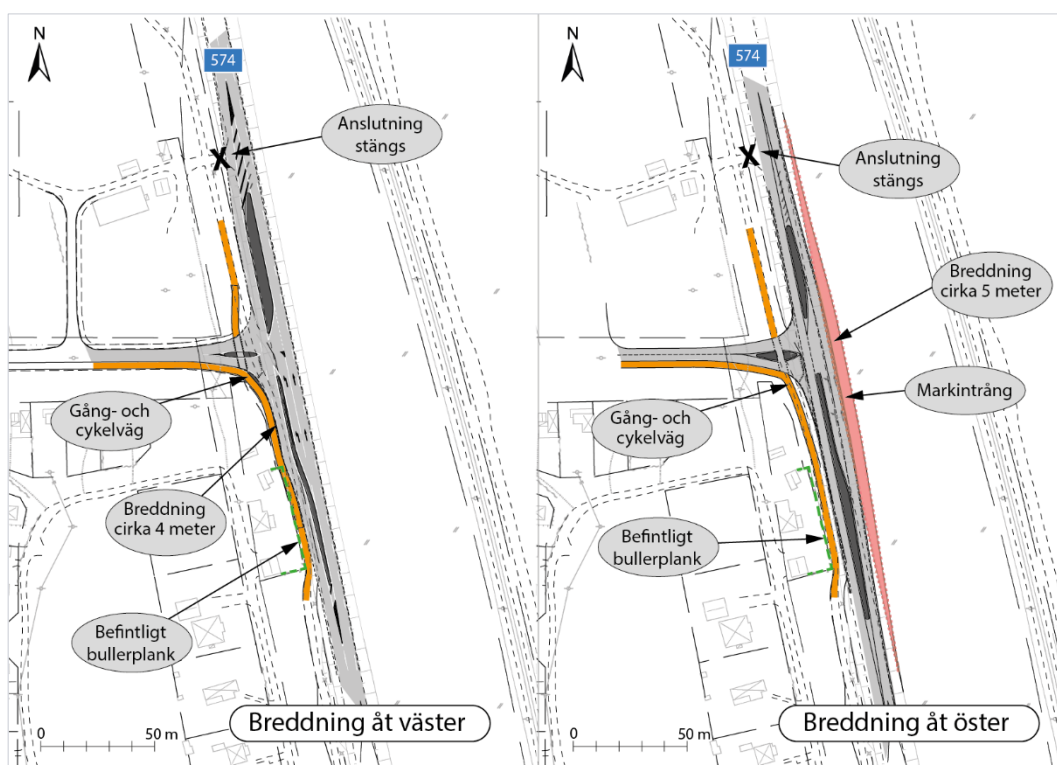 N
574
Anslutning
stängs
Gång- och
cykelväg
Breddning
cirka 4 meter
Befintligt
bullerplank
Breddning åt väster
0
50 m
N
574
Anslutning
stängs
Breddning
cirka 5 meter
Markintrång
Gång- och
cykelväg
Befintligt
bullerplank
Breddning åt öster
0
50 m